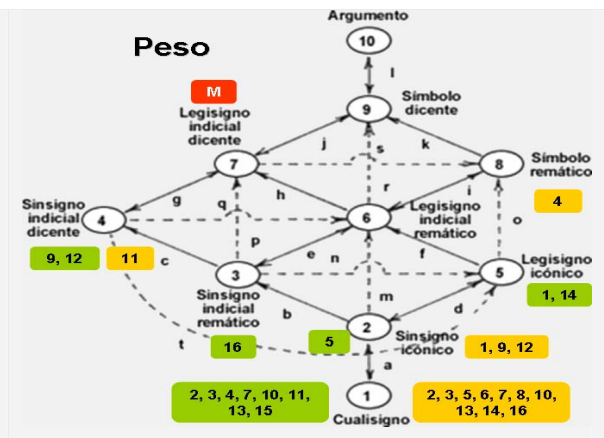 Argumento
10
Peso
l
M
9
Símbolo
dicente
Legisigno
indicial
dicente
j
s
k
7
8
Símbolo
remático
g
q
h
r
i
4
Sinsigno
indicial
dicente
4
6
Legisigno
indicial
remático
o
9, 12
11
c
p
e
n
f
3
5
Legisigno
icónico
1, 14
Sinsigno
indicial
remático
b
m
d
t
16
5
2
Sinsigno
icónico
1, 9, 12
a
2, 3, 4, 7, 10, 11,
13, 15
1
Cualisigno
2, 3, 5, 6, 7, 8, 10,
13, 14, 16